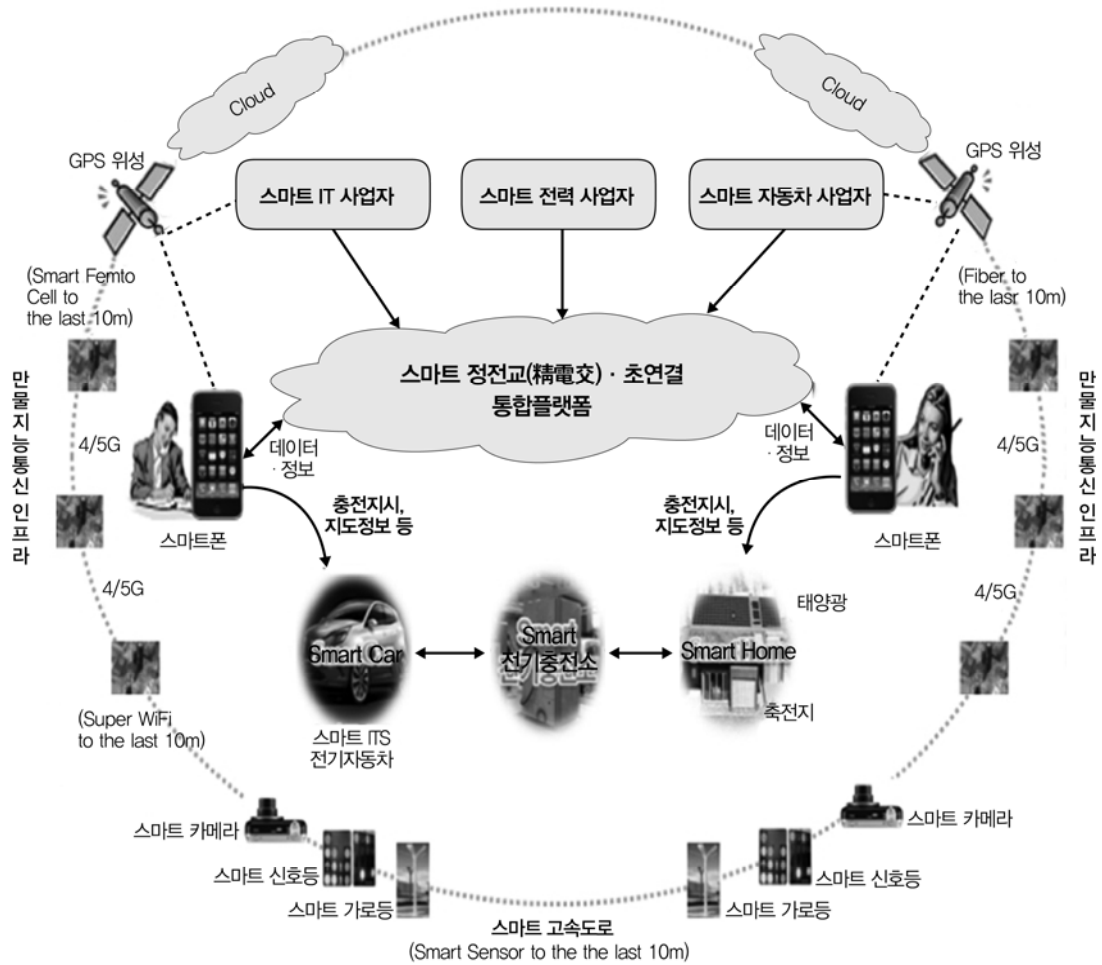 Cloud
Cloud
GPS 위성
GPS 위성
스마트 IT 사업자
스마트 전력 사업자
스마트 자동차 사업자
(Smart Femto
Cell to
the last 10m)
(Fiber to
the lasr 10m)
스마트 정전교(精電交)·초연결
통합플랫폼
만물지능통신 인프라
만물지능통신 인프라
4/5G
4/5G
데이터
·정보
데이터
·정보
스마트폰
스마트폰
충전지시,
지도정보 등
충전지시,
지도정보 등
4/5G
4/5G
태양광
Smart Car
Smart
전기충전소
Smart Home
축전지
(Super WiFi
to the last 10m)
스마트 ITS
전기자동차
스마트 카메라
스마트 카메라
스마트 신호등
스마트 신호등
스마트 가로등
스마트 가로등
스마트 고속도로
(Smart Sensor to the the last 10m)